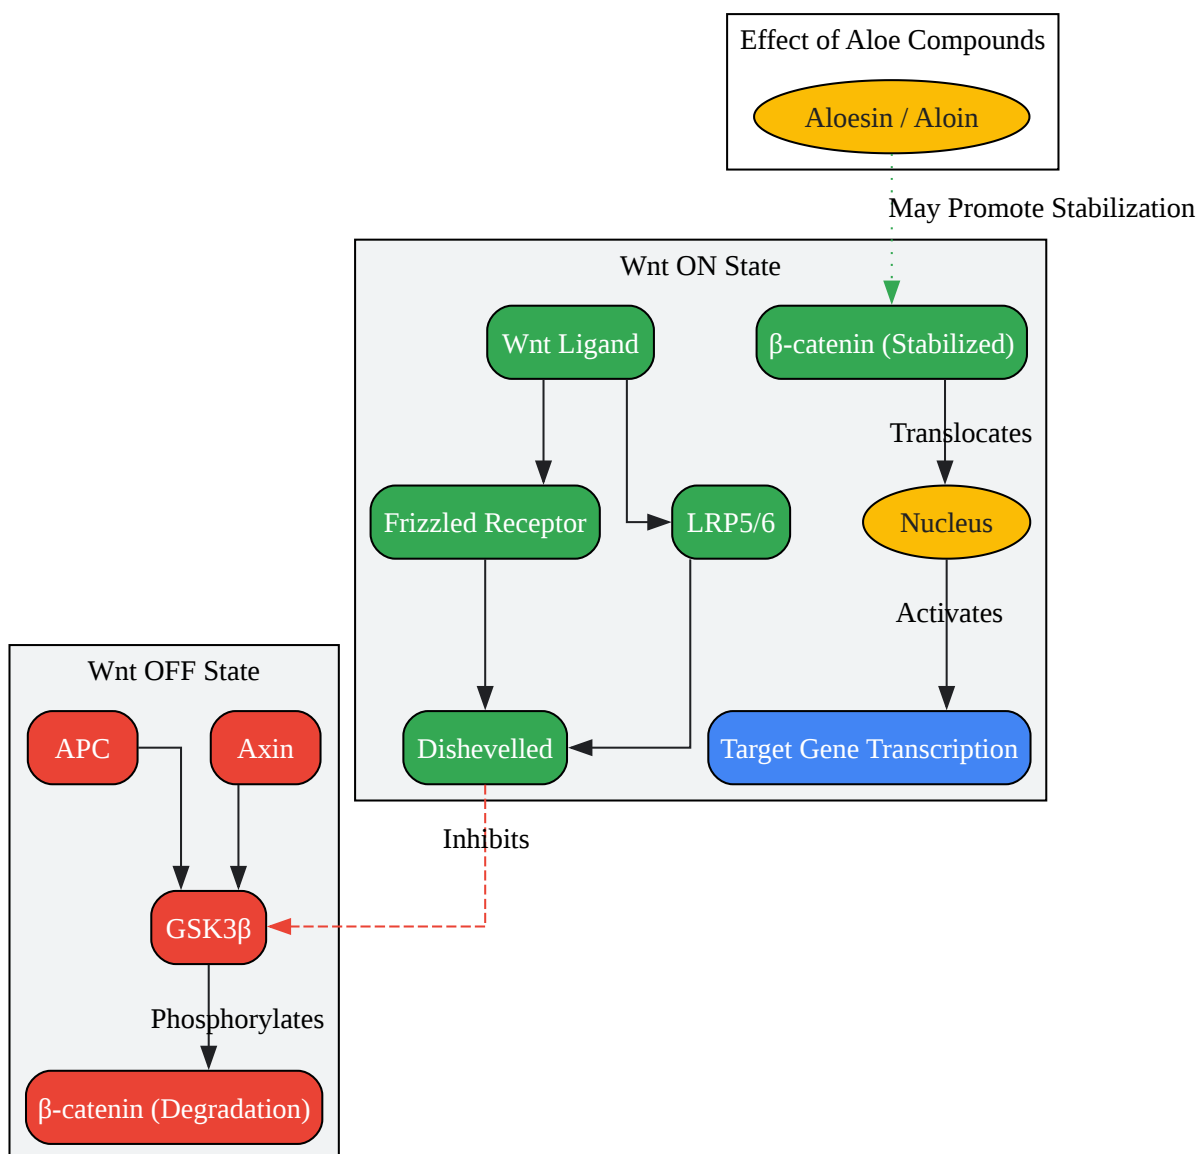 Effect of Aloe Compounds
Aloesin / Aloin
May Promote Stabilization
Wnt ON State
Wnt Ligand
β-catenin (Stabilized)
Translocates
Frizzled Receptor
LRP5/6
Nucleus
Activates
Wnt OFF State
APC
Axin
Dishevelled
Target Gene Transcription
Inhibits
GSK3β
Phosphorylates
β-catenin (Degradation)